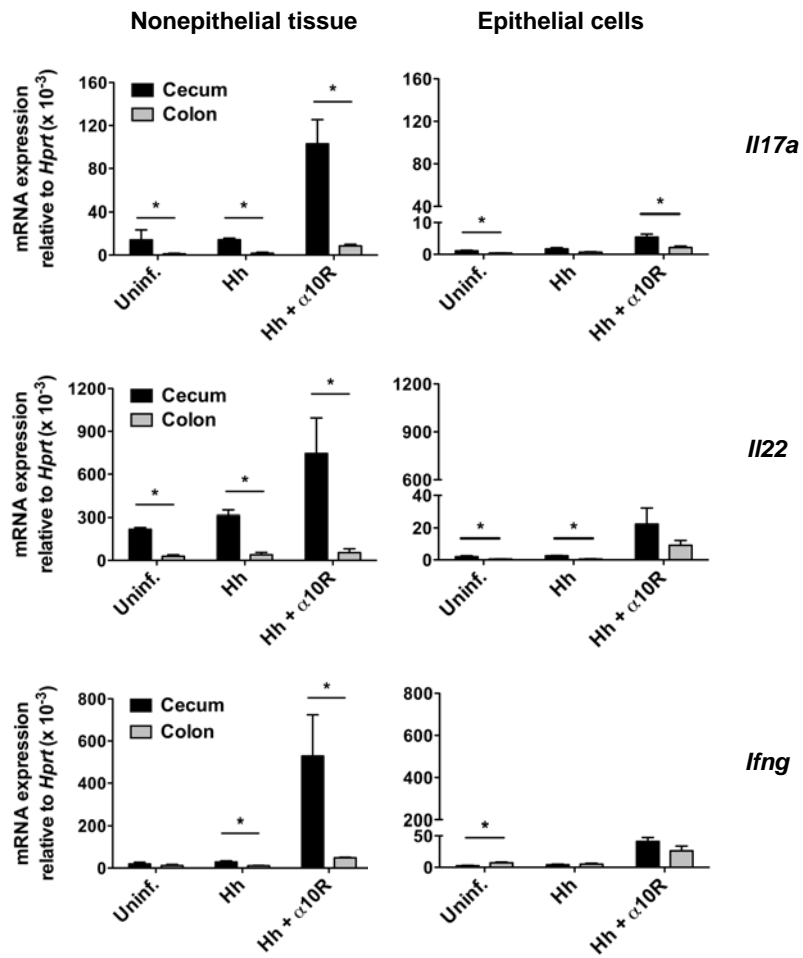 Nonepithelial tissue
Epithelial cells
mRNA expression
relative to Hprt (x 10-3)
160
120
80
40
0
Cecum
Colon
*
*
*
Uninf.
Hh
Hh + α10R
160
120
80
40
10
0
*
*
Uninf.
Hh
Hh + α10R
Il17a
mRNA expression
relative to Hprt (x 10-3)
1200
900
600
300
0
Cecum
Colon
*
*
*
Uninf.
Hh
Hh + α10R
1200
900
600
40
20
0
*
*
Uninf.
Hh
Hh + α10R
Il22
mRNA expression
relative to Hprt (x 10-3)
800
600
400
200
0
Cecum
Colon
*
*
Uninf.
Hh
Hh + α10R
800
600
400
200
50
0
*
Uninf.
Hh
Hh + α10R
Ifng